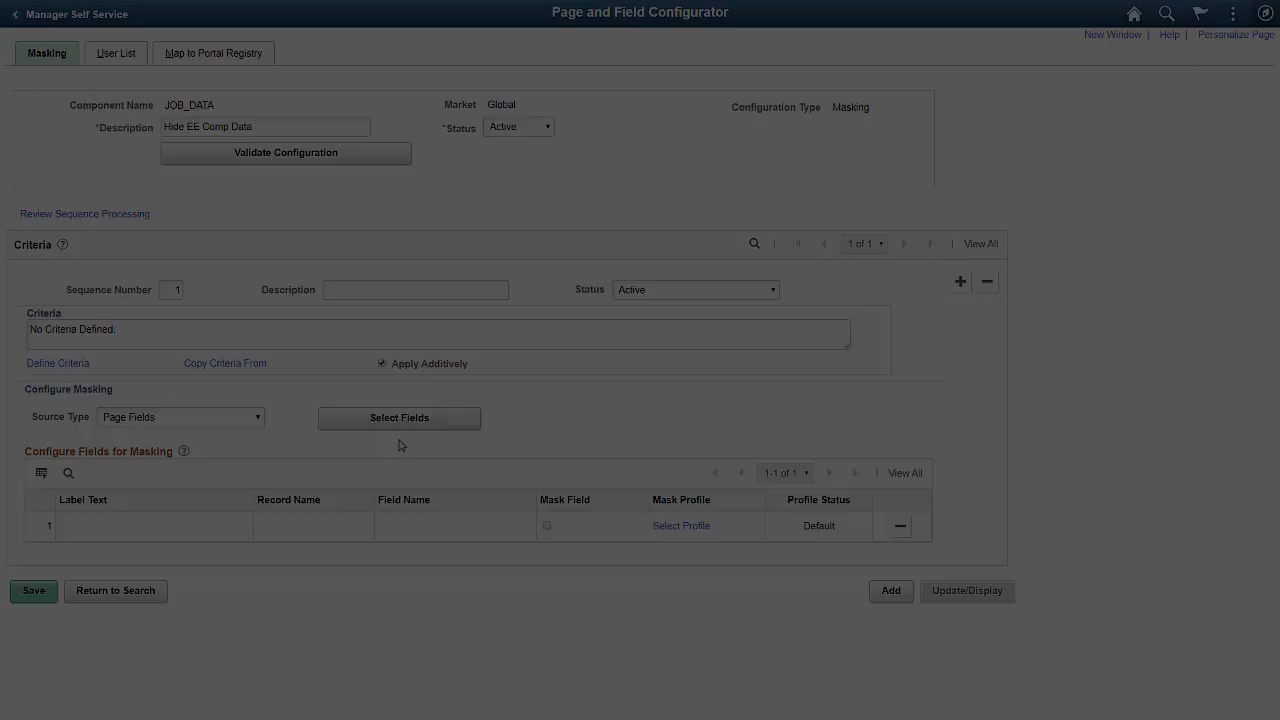 Manager Self Service
Page and Field Configurator
New Window | Help | Personalize Page
Masking
User List
Map to Portal Registry
Component Name JOB_DATA
Market Global
Configuration Type Masking
*Description Hide EE Comp Data
*Status Active
Validate Configuration
Review Sequence Processing
Criteria
1 of 1
View All
Sequence Number 1
Description
Status Active
Criteria
No Criteria Defined.
Define Criteria
Copy Criteria From
Apply Additively
Configure Masking
Source Type Page Fields
Select Fields
Configure Fields for Masking
1-1 of 1
View All
Label Text Record Name Field Name Mask Field Mask Profile Profile Status
1 Select Profile Default
Save
Return to Search
Add
Update/Display